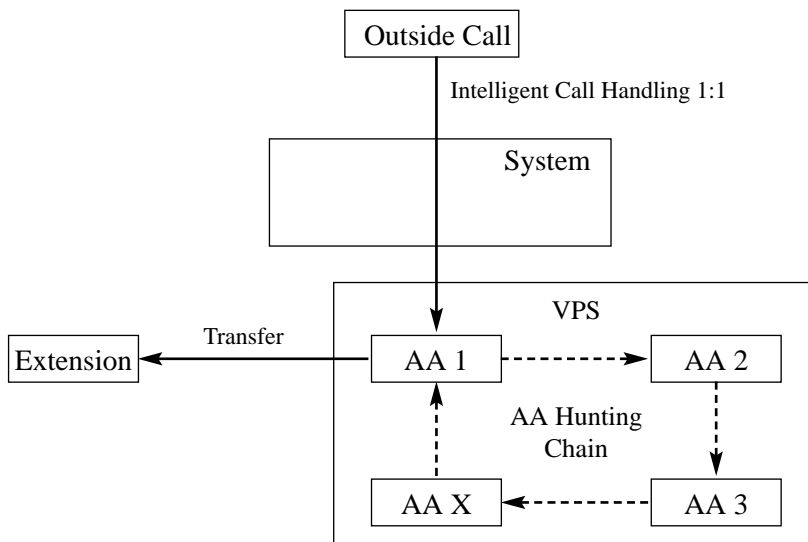 Outside Call
Intelligent Call Handling 1:1
System
VPS
Transfer
Extension
AA 1
AA 2
AA Hunting
Chain
AA X
AA 3